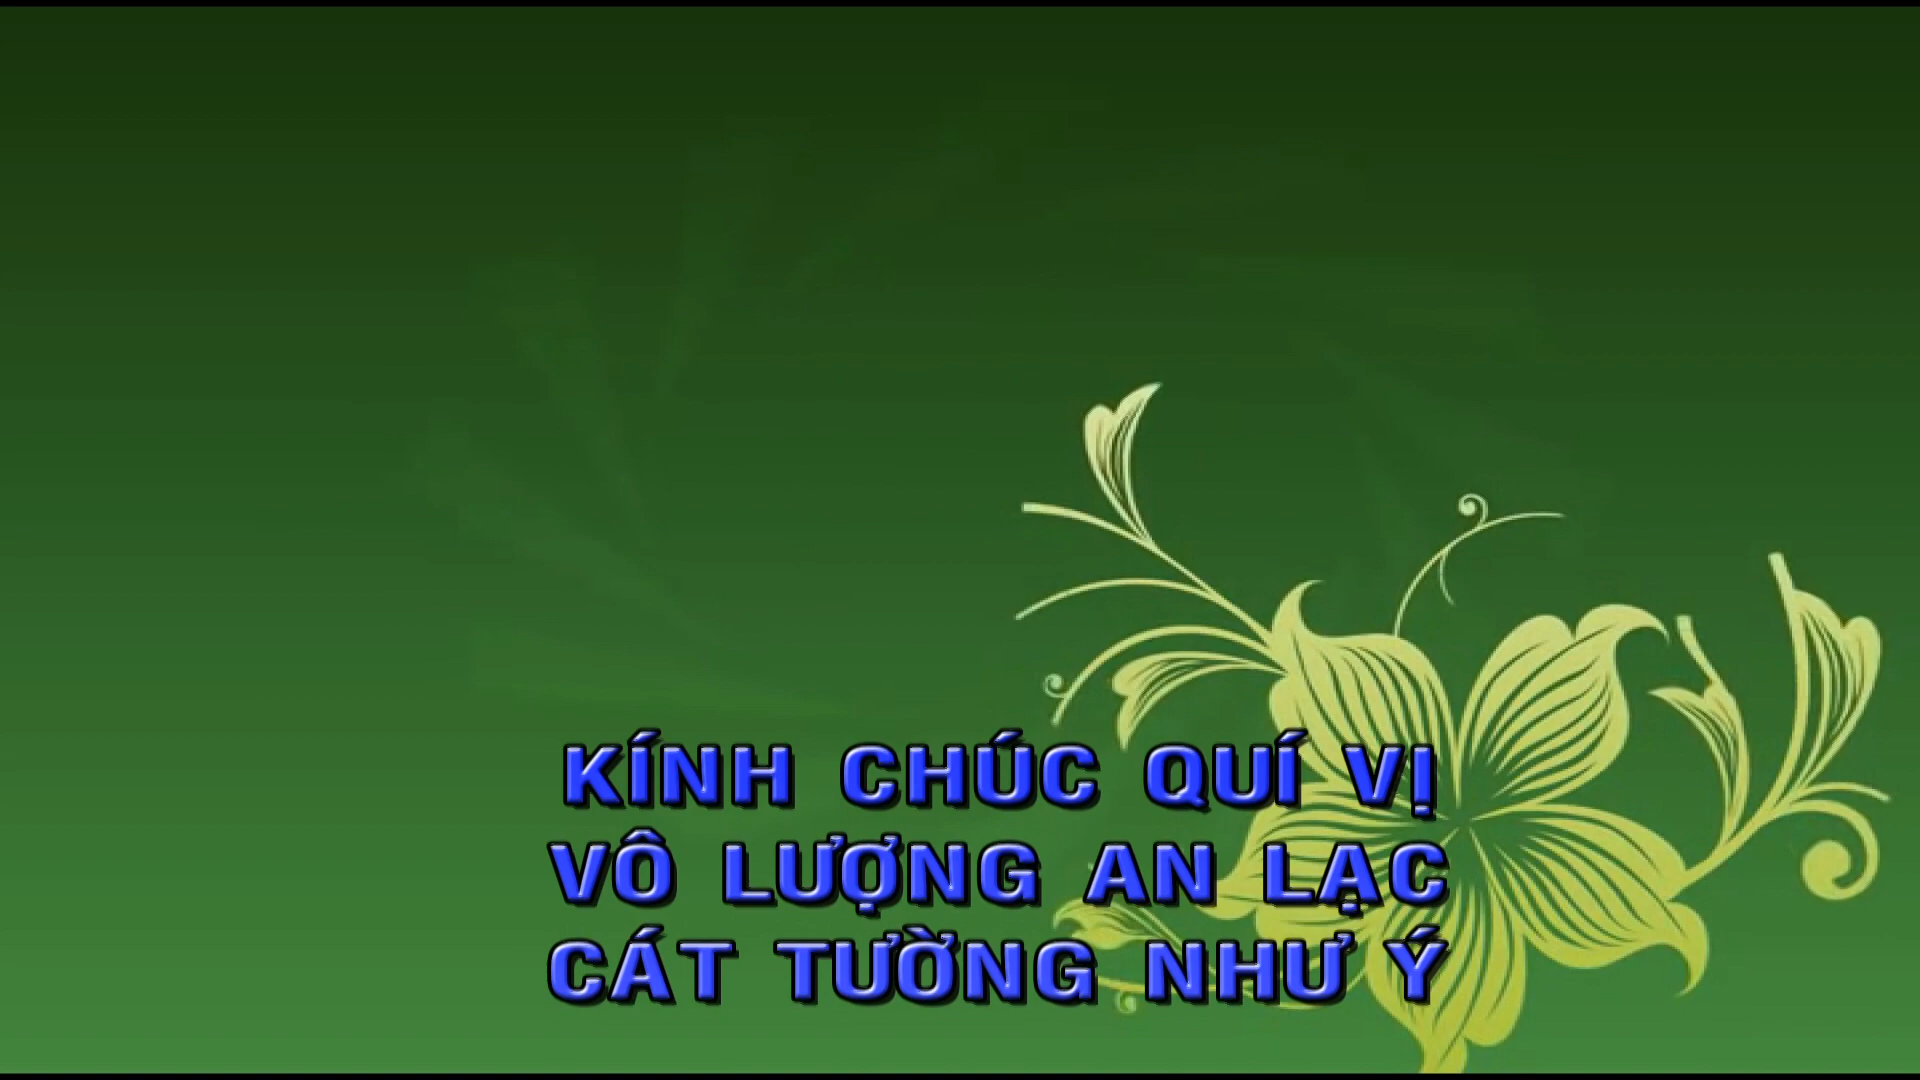 KÍNH CHÚC QUÍ VỊ
VÔ LƯỢNG AN LẠC
CÁT TƯỜNG NHƯ Ý